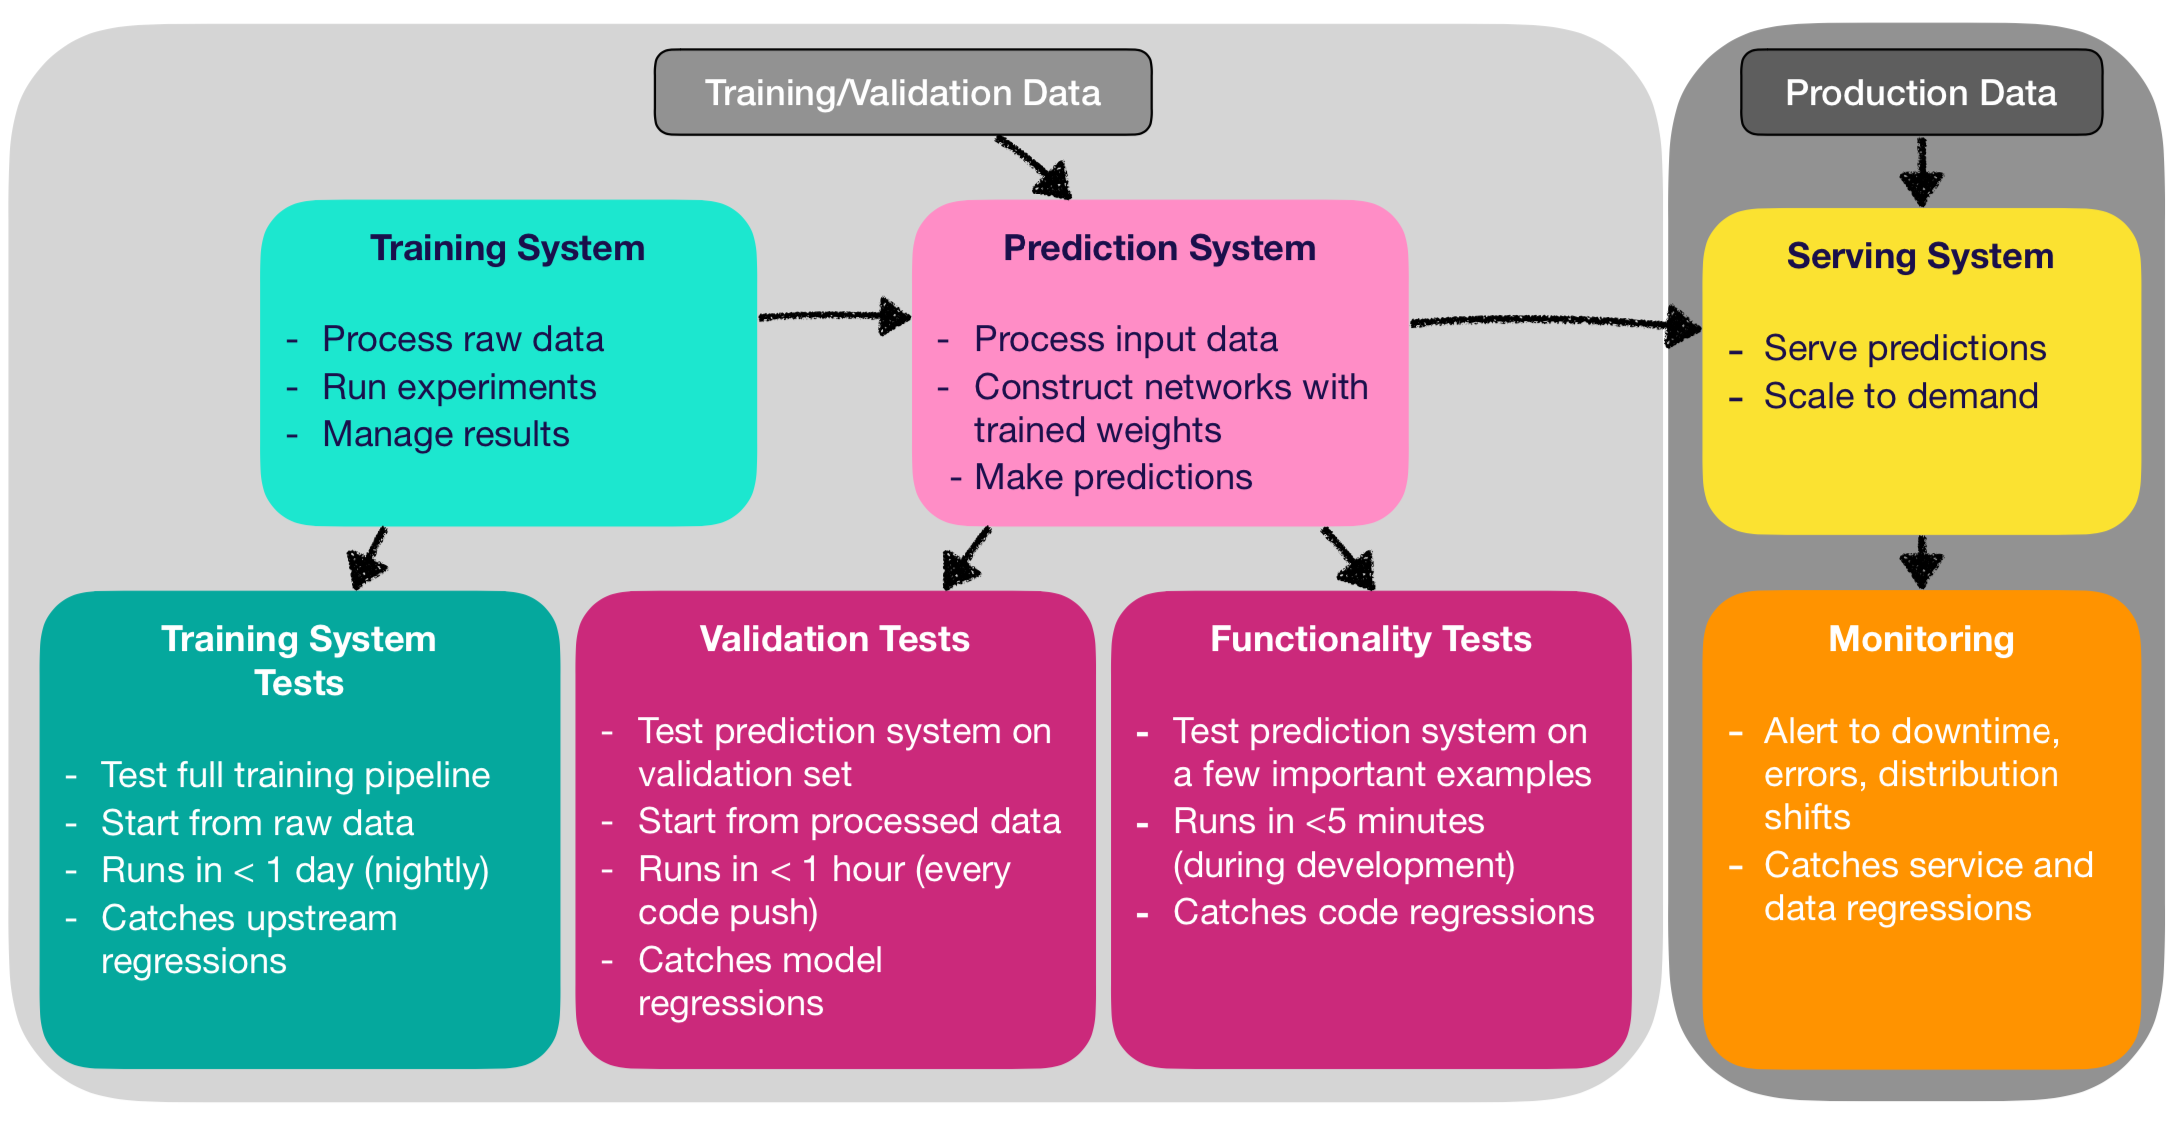 Training/Validation Data
Production Data
Training System
- Process raw data
- Run experiments
- Manage results
Prediction System
- Process input data
- Construct networks with
trained weights
- Make predictions
Serving System
- Serve predictions
- Scale to demand
Training System
Tests
- Test full training pipeline
- Start from raw data
- Runs in < 1 day (nightly)
- Catches upstream
regressions
Validation Tests
- Test prediction system on
validation set
- Start from processed data
- Runs in < 1 hour (every
code push)
- Catches model
regressions
Functionality Tests
- Test prediction system on
a few important examples
- Runs in <5 minutes
(during development)
- Catches code regressions
Monitoring
- Alert to downtime,
errors, distribution
shifts
- Catches service and
data regressions